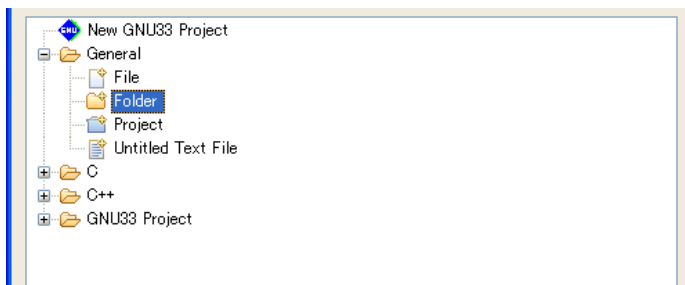 New GNU33 Project
General
File
Folder
Project
Untitled Text File
C
C++
GNU33 Project